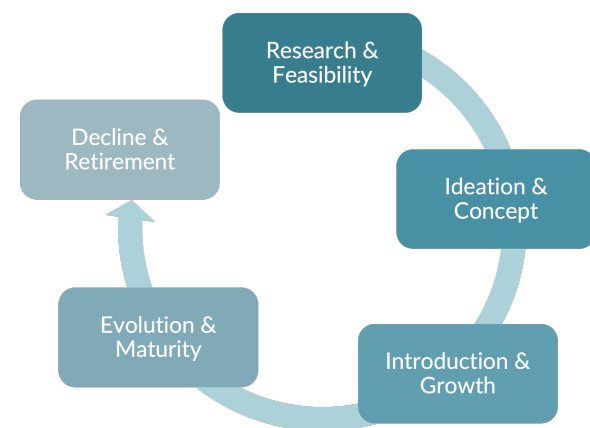 Research &
Feasibility
Ideation &
Concept
Introduction &
Growth
Evolution &
Maturity
Decline &
Retirement